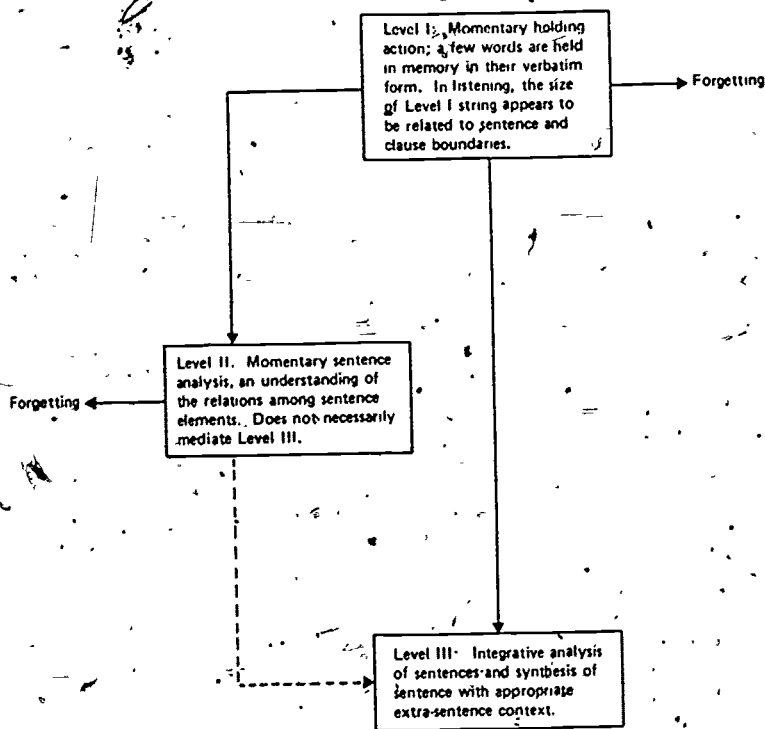 Level I: Momentary holding
action; a few words are held
in memory in their verbatim
form. In listening, the size
of Level I string appears to
be related to sentence and
clause boundaries.
Forgetting
Level II. Momentary sentence
analysis, an understanding of
the relations among sentence
elements. Does not necessarily
mediate Level III.
Forgetting
Level III. Integrative analysis
of sentences and synthesis of
sentence with appropriate
extra-sentence context.